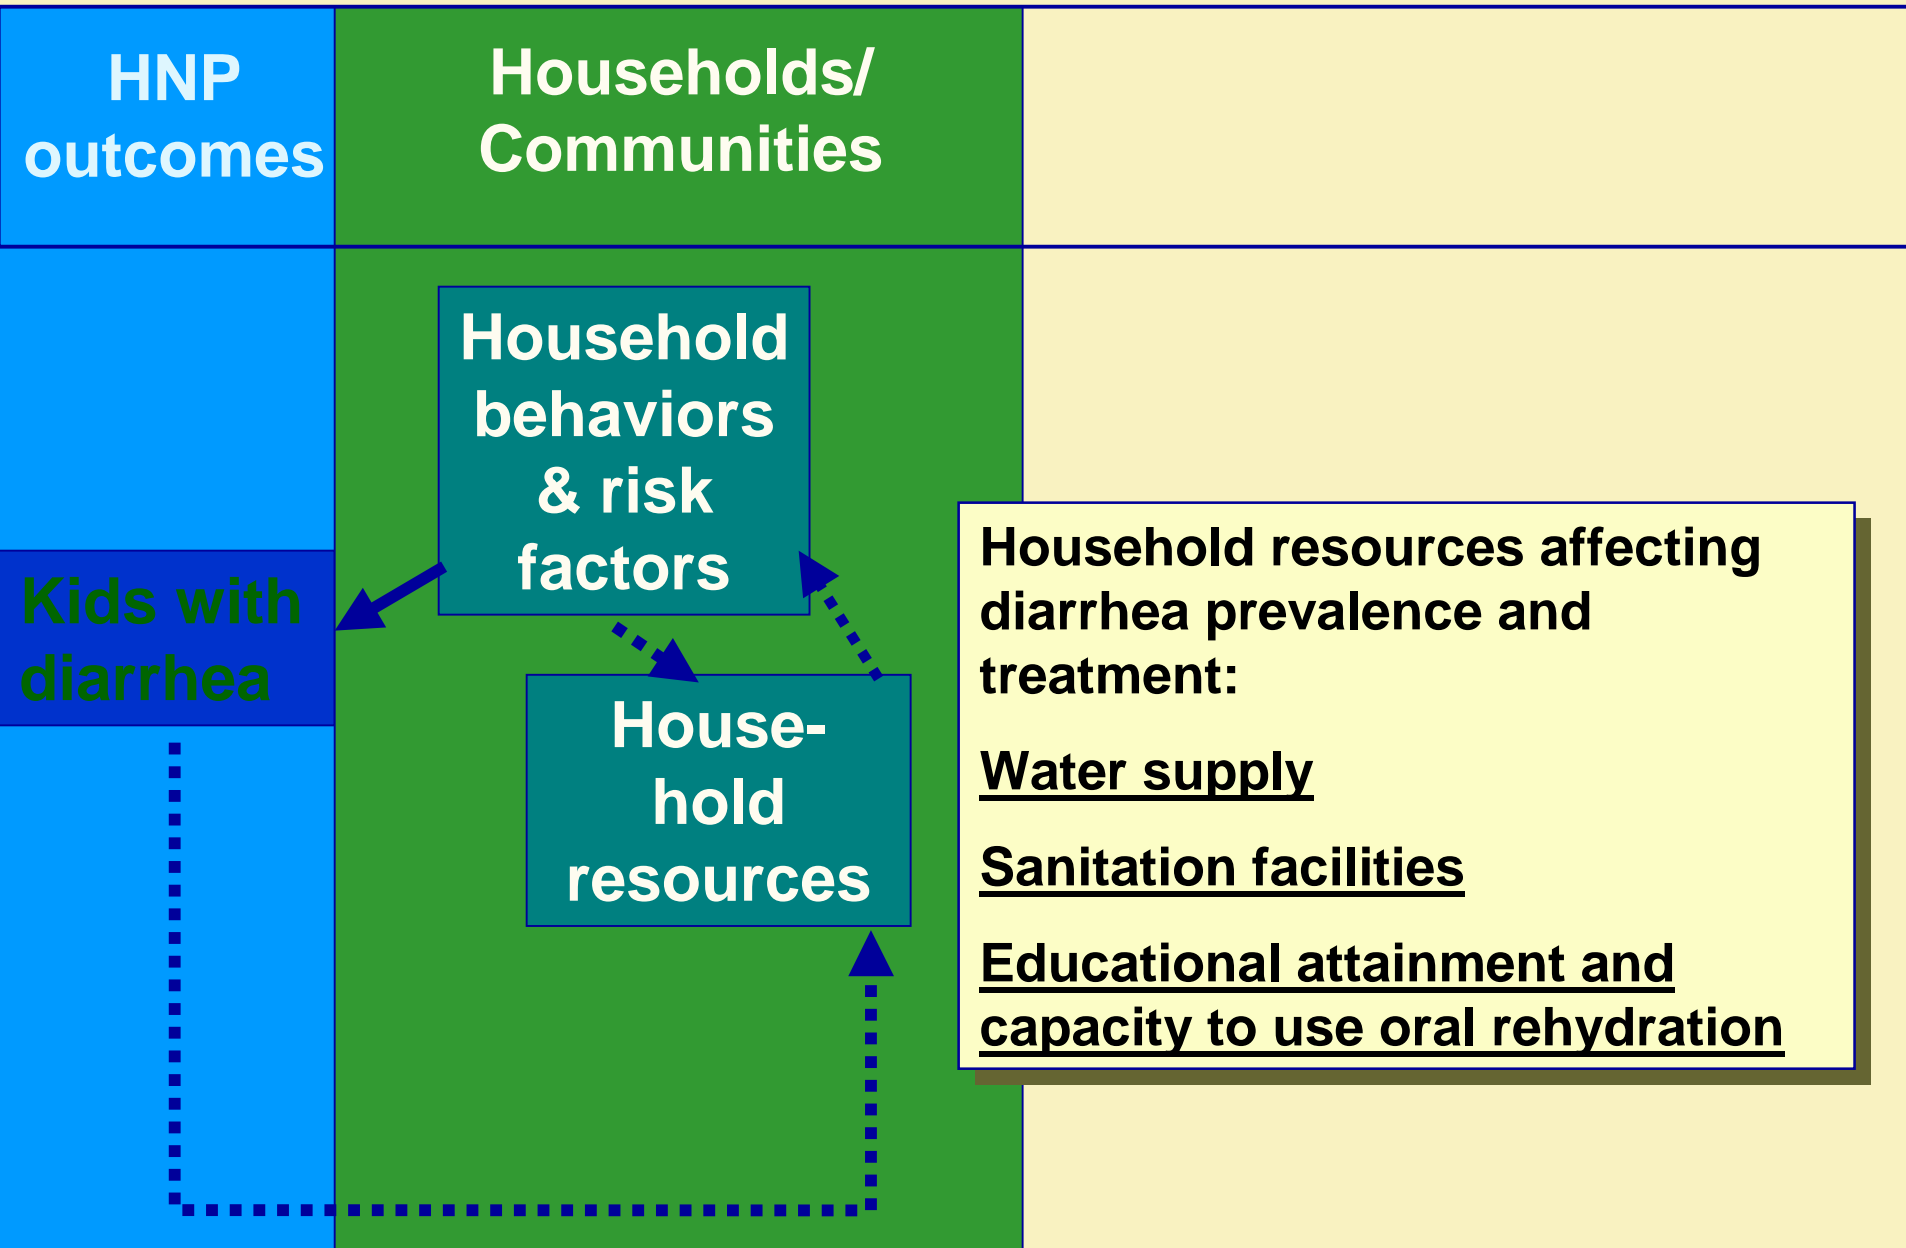 HNP
outcomes
Households/
Communities
Household
behaviors
& risk
factors
Kids with
diarrhea
House-
hold
resources
Household resources affecting
diarrhea prevalence and
treatment:
Water supply
Sanitation facilities
Educational attainment and
capacity to use oral rehydration